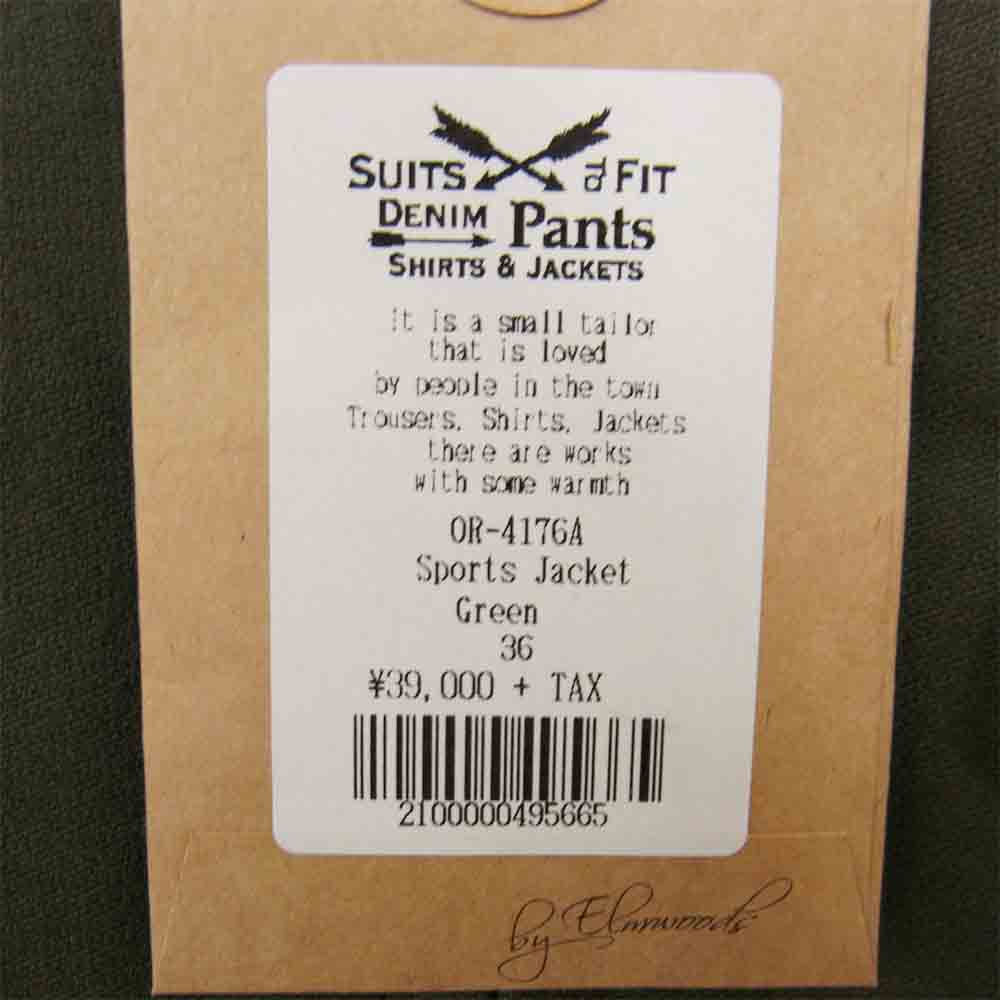 SUITS To FIT
DENIM Pants
SHIRTS & JACKETS
it is a small tailor
that is loved
by people in the town
Trousers, Shirts, Jackets
there are works
with some warmth
OR-4176A
Sports Jacket
Green
36
¥39,000 + TAX
2100000495665
by Elmwoods